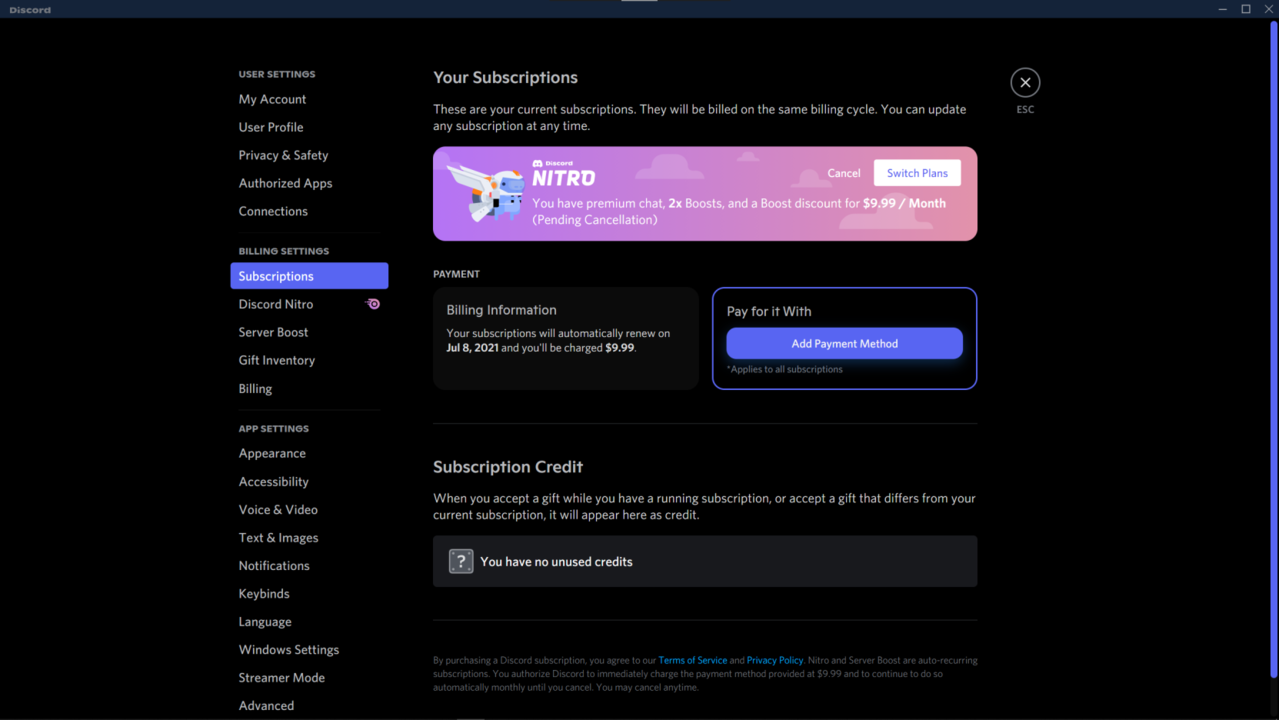 Discord
USER SETTINGS
My Account
User Profile
Privacy & Safety
Authorized Apps
Connections
BILLING SETTINGS
Subscriptions
Discord Nitro
Server Boost
Gift Inventory
Billing
APP SETTINGS
Appearance
Accessibility
Voice & Video
Text & Images
Notifications
Keybinds
Language
Windows Settings
Streamer Mode
Advanced
Your Subscriptions
These are your current subscriptions. They will be billed on the same billing cycle. You can update
any subscription at any time.
Discord
NITRO
Cancel
Switch Plans
You have premium chat, 2x Boosts, and a Boost discount for $9.99 / Month
(Pending Cancellation)
PAYMENT
Billing Information
Your subscriptions will automatically renew on
Jul 8, 2021 and you'll be charged $9.99.
Pay for it With
Add Payment Method
*Applies to all subscriptions
Subscription Credit
When you accept a gift while you have a running subscription, or accept a gift that differs from your
current subscription, it will appear here as credit.
?
You have no unused credits
By purchasing a Discord subscription, you agree to our Terms of Service and Privacy Policy. Nitro and Server Boost are auto-recurring
subscriptions. You authorize Discord to immediately charge the payment method provided at $9.99 and to continue to do so
automatically monthly until you cancel. You may cancel anytime.
ESC